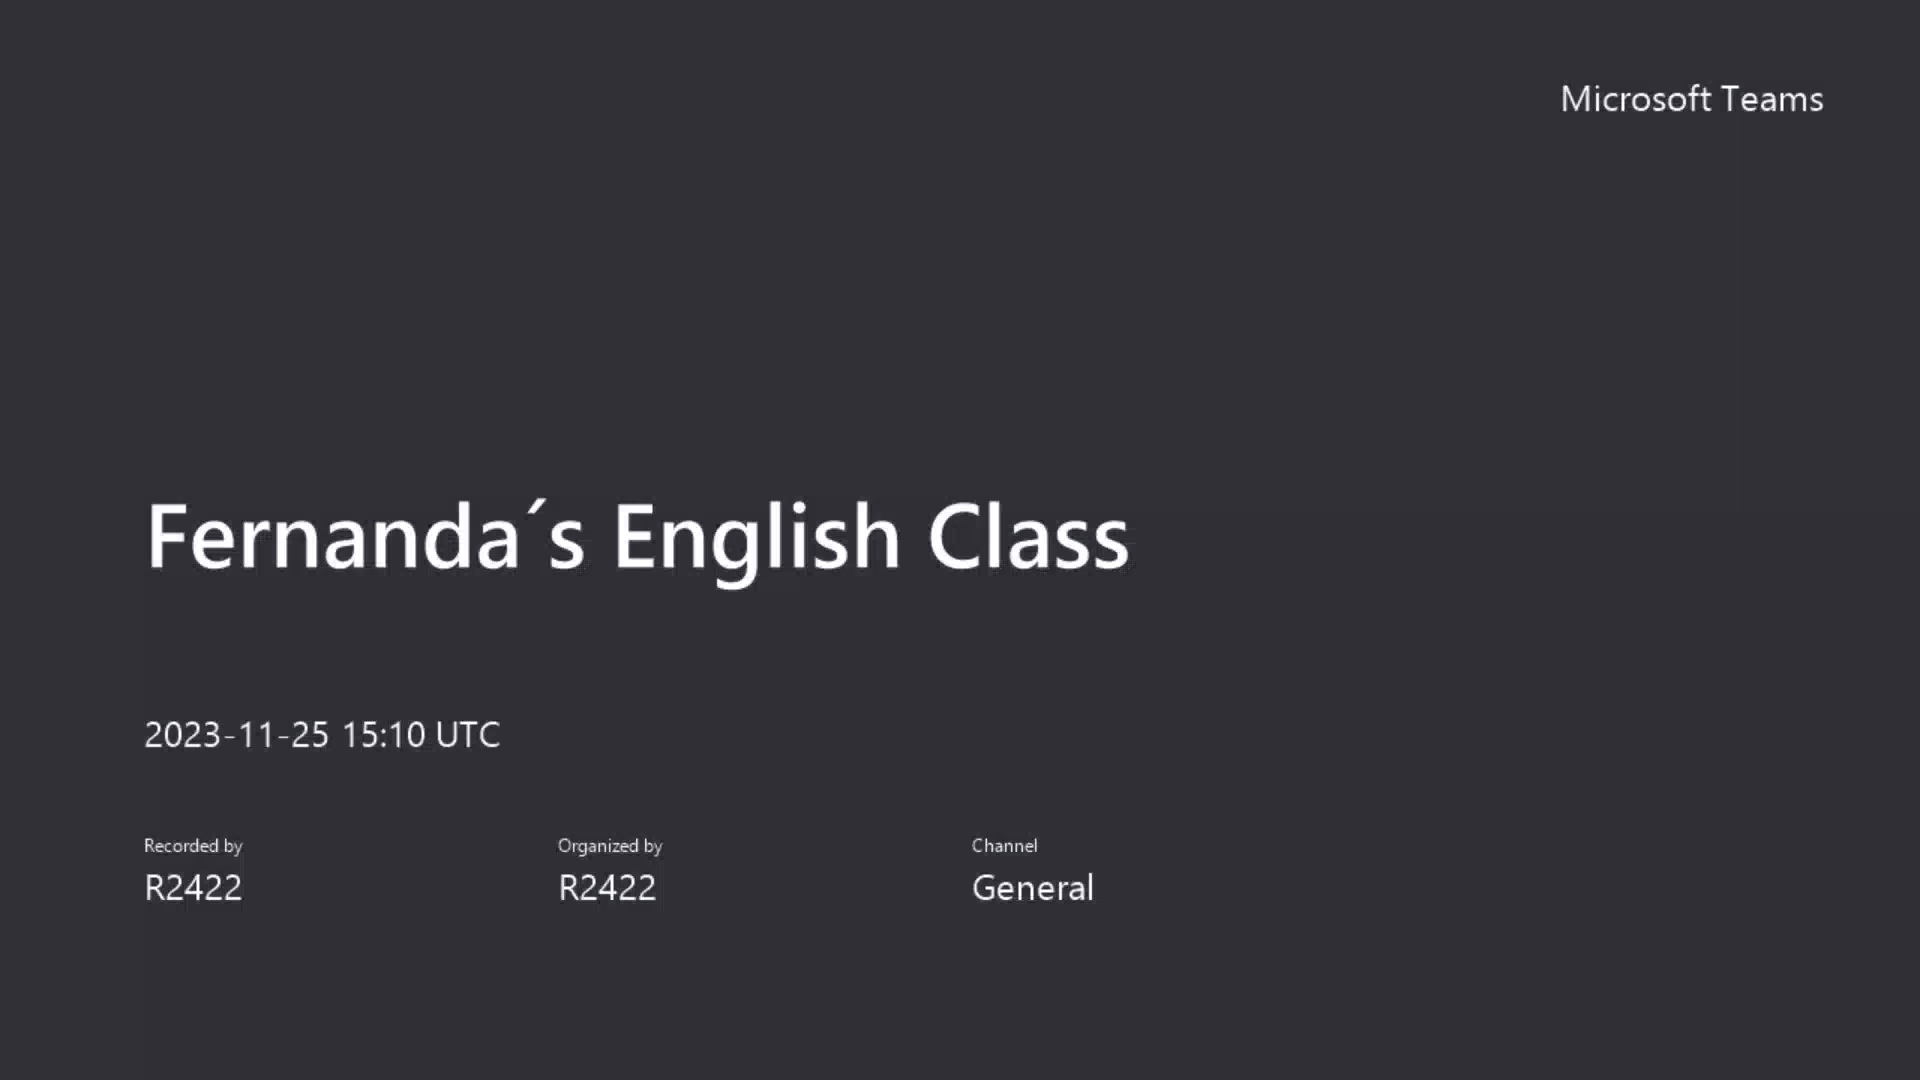 Microsoft Teams
Fernanda´s English Class
2023-11-25 15:10 UTC
Recorded by
R2422
Organized by
R2422
Channel
General